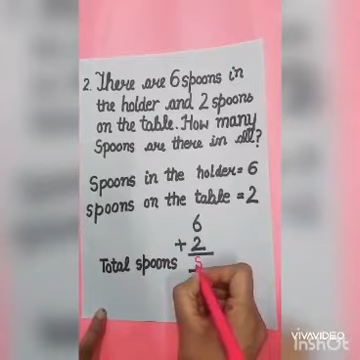 2. There are 6 spoons in
the holder and 2 spoons
on the table. How many
Spoons are there in all?
Spoons in the holder = 6
spoons on the table = 2
6
+ 2
Total spoons
VIVAVIDEO
InShOt